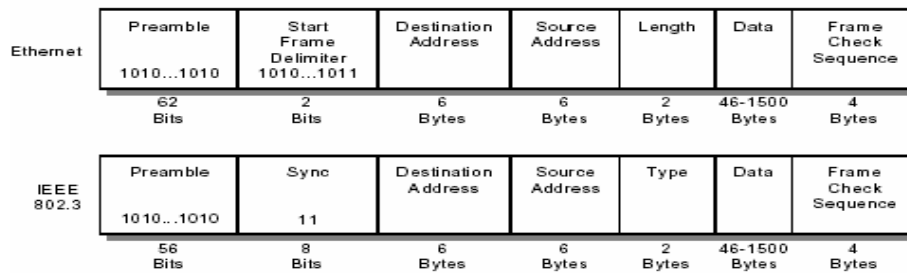 Ethernet
Preamble
1010...1010
Start
Frame
Delimiter
1010...1011
Destination
Address
Source
Address
Length
Data
Frame
Check
Sequence
62
Bits
2
Bits
6
Bytes
6
Bytes
2
Bytes
46-1500
Bytes
4
Bytes
IEEE
802.3
Preamble
1010...1010
Sync
11
Destination
Address
Source
Address
Type
Data
Frame
Check
Sequence
56
Bits
8
Bits
6
Bytes
6
Bytes
2
Bytes
46-1500
Bytes
4
Bytes